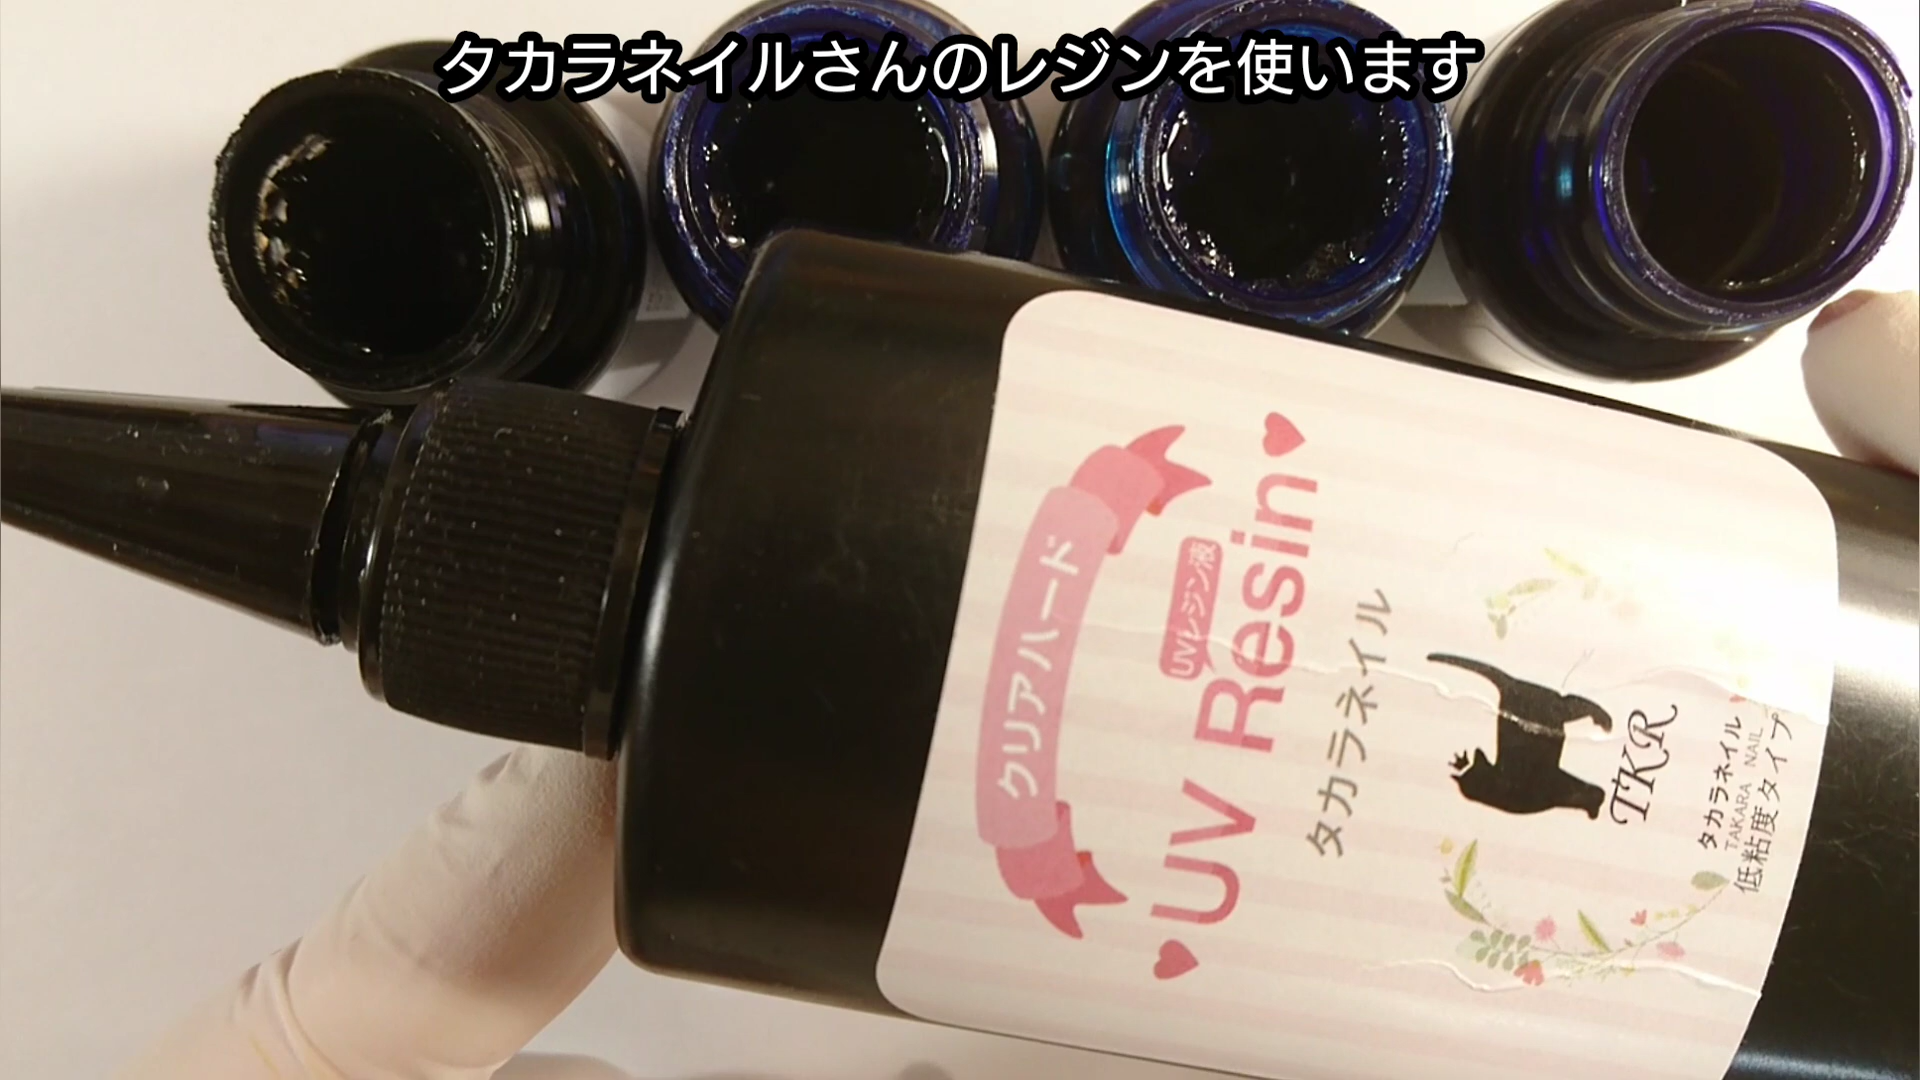 タカラネイルさんのレジンを使います
クリアハード
UVレジン液
UV Resin
タカラネイル
TKR
タカラネイル
TAKARA NAIL
低粘度タイプ